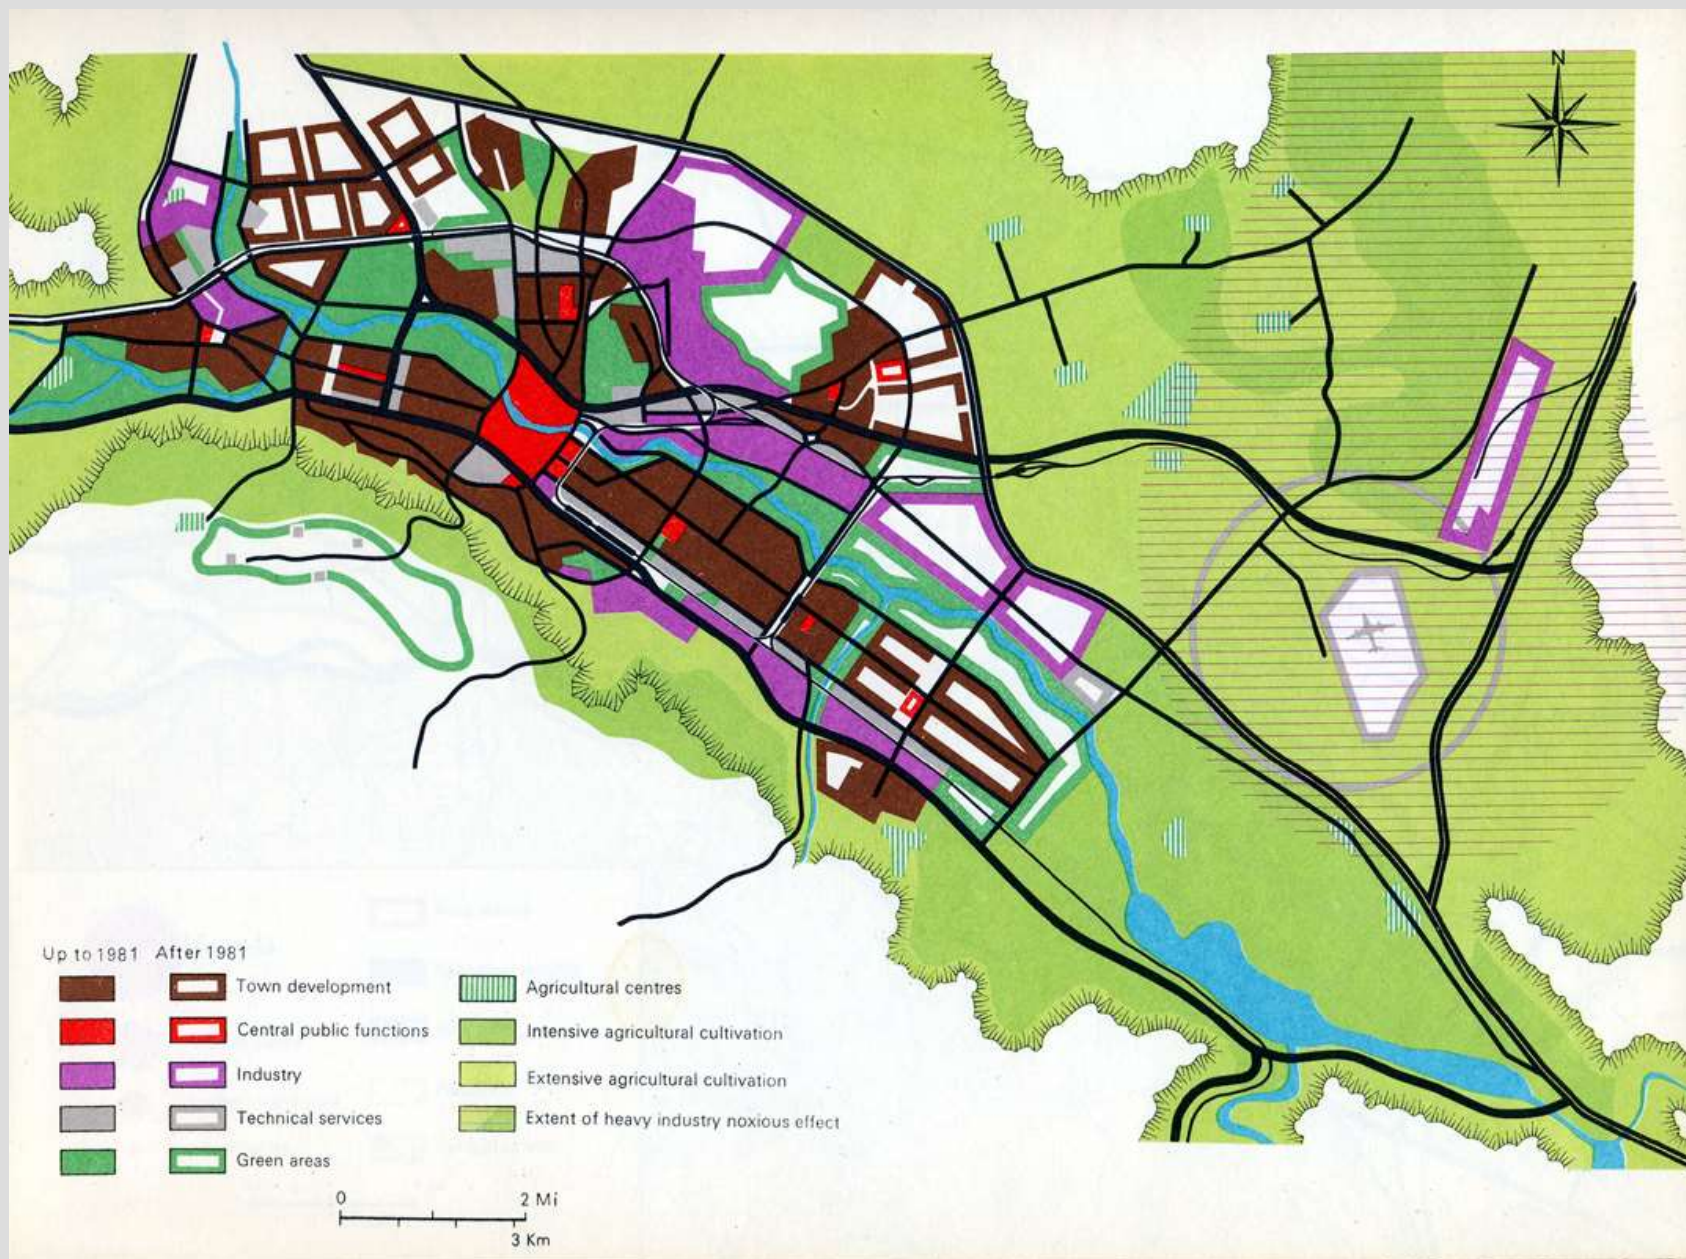 N
Up to 1981 After 1981
Town development
Central public functions
Industry
Technical services
Green areas
Agricultural centres
Intensive agricultural cultivation
Extensive agricultural cultivation
Extent of heavy industry noxious effect
0 2 Mi
3 Km